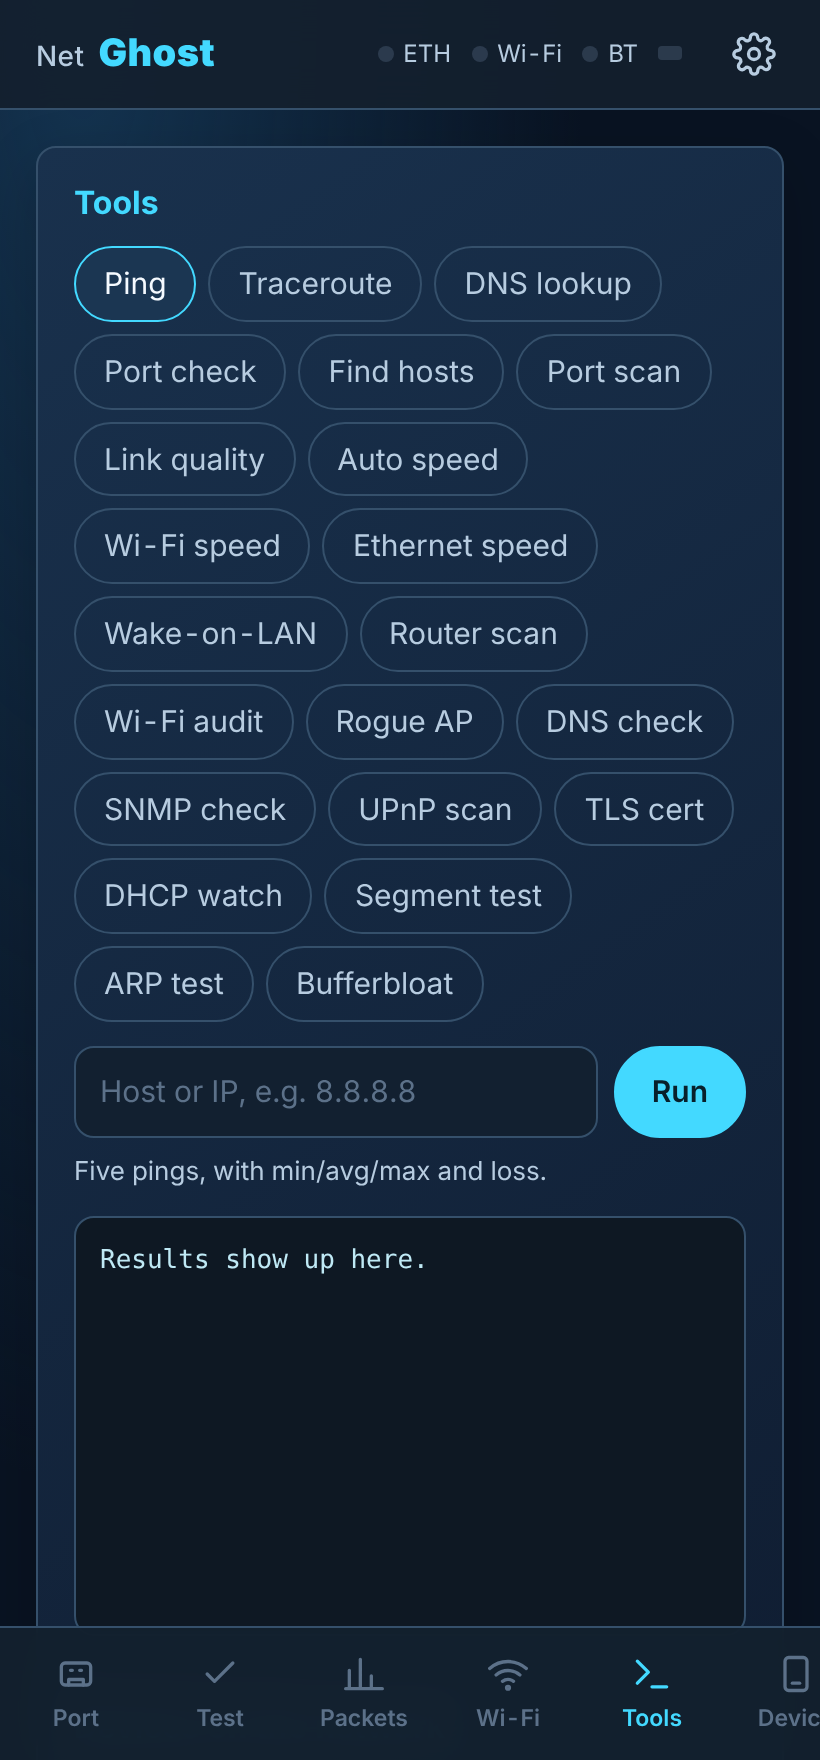 Net Ghost ETH Wi-Fi BT
Tools
Ping Traceroute DNS lookup
Port check Find hosts Port scan
Link quality Auto speed
Wi-Fi speed Ethernet speed
Wake-on-LAN Router scan
Wi-Fi audit Rogue AP DNS check
SNMP check UPnP scan TLS cert
DHCP watch Segment test
ARP test Bufferbloat
Host or IP, e.g. 8.8.8.8 Run
Five pings, with min/avg/max and loss.
Results show up here.
Port Test Packets Wi-Fi Tools Devic